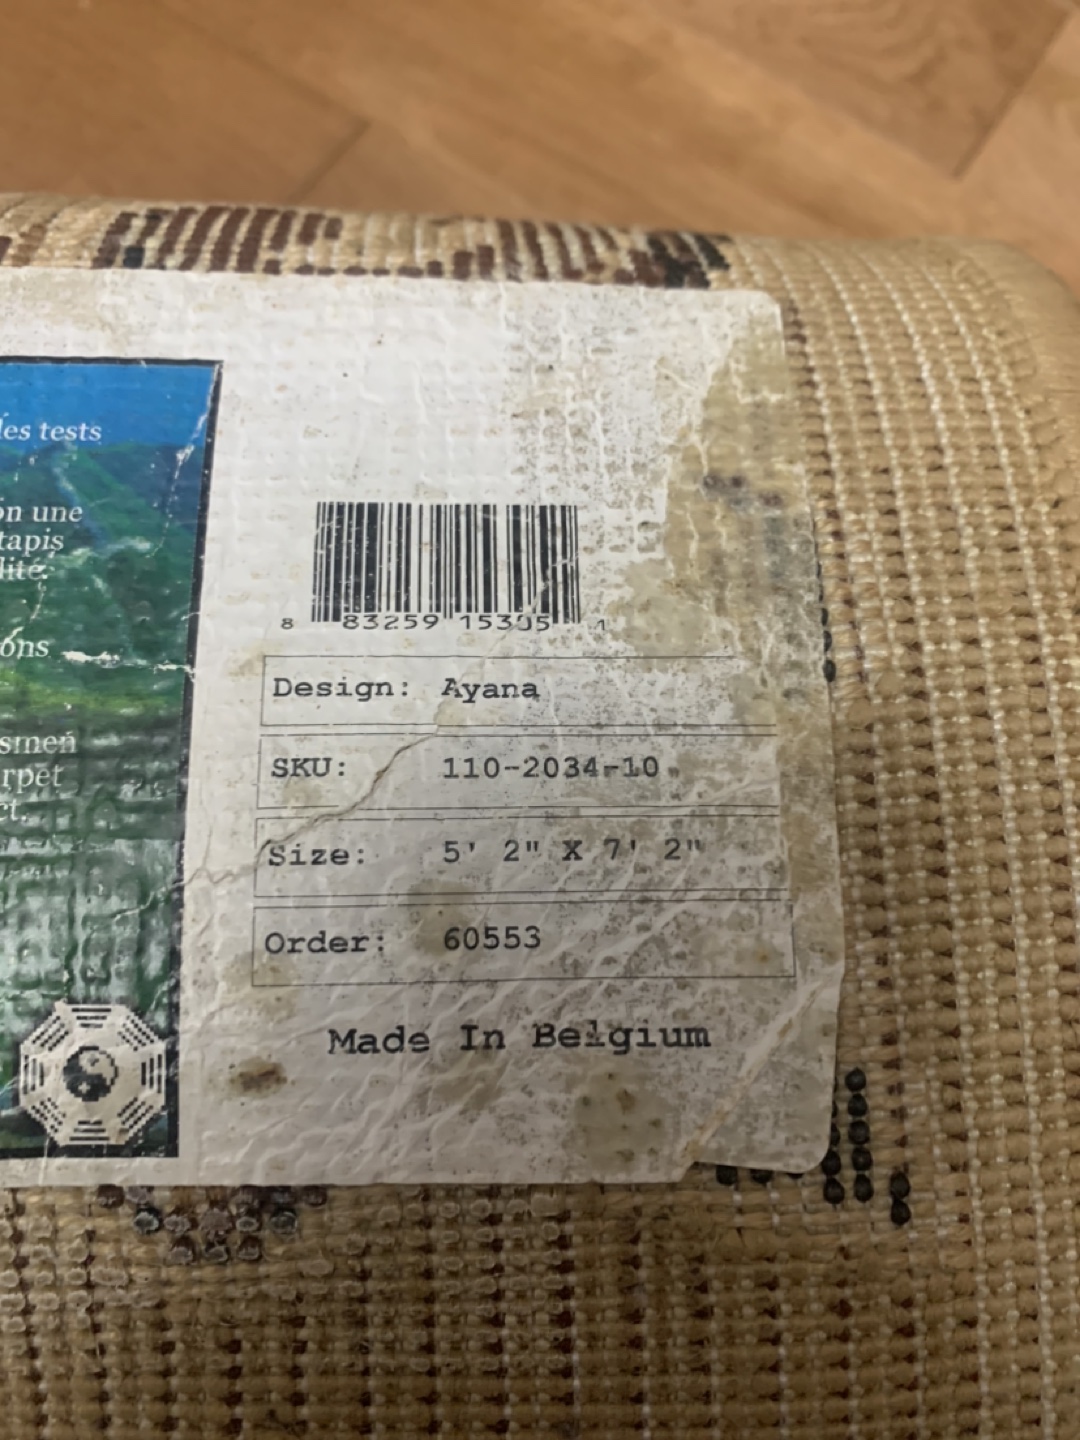 les tests
on une
tapis
lité.
ons
smen
rpet
ct.
8 83259 15305 1
Design: Ayana
SKU: 110-2034-10
Size: 5' 2" X 7' 2"
Order: 60553
Made In Belgium